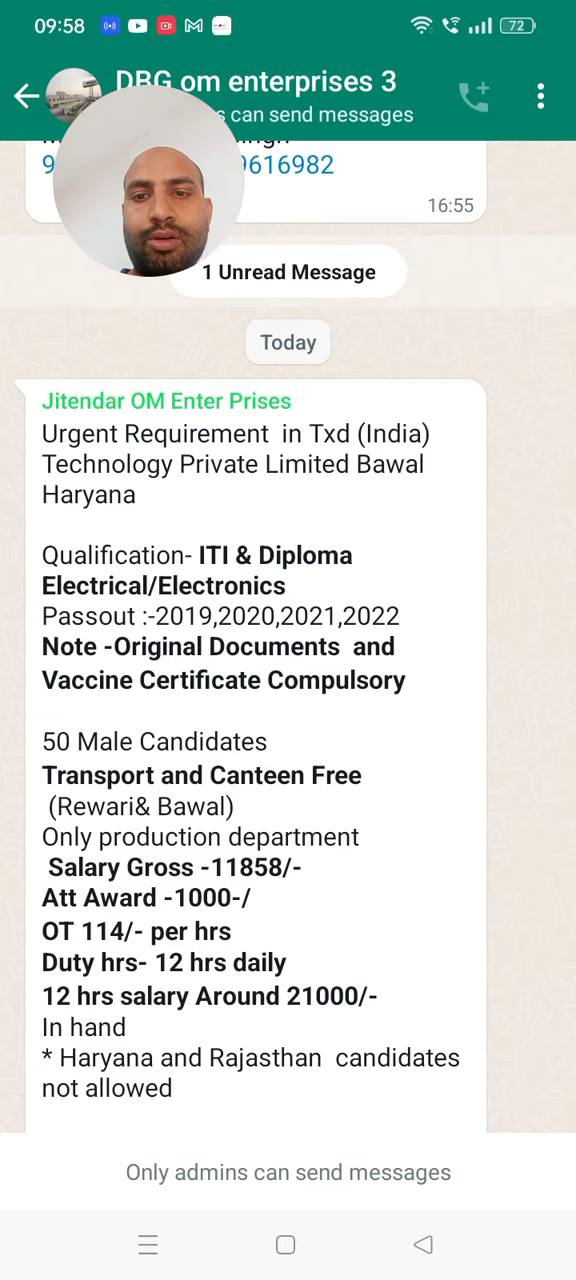 09:58
72
DBG om enterprises 3
s can send messages
9616982
16:55
1 Unread Message
Today
Jitendar OM Enter Prises
Urgent Requirement in Txd (India)
Technology Private Limited Bawal
Haryana
Qualification- ITI & Diploma
Electrical/Electronics
Passout :-2019,2020,2021,2022
Note -Original Documents and
Vaccine Certificate Compulsory
50 Male Candidates
Transport and Canteen Free
(Rewari& Bawal)
Only production department
Salary Gross -11858/-
Att Award -1000-/
OT 114/- per hrs
Duty hrs- 12 hrs daily
12 hrs salary Around 21000/-
In hand
* Haryana and Rajasthan candidates
not allowed
Only admins can send messages